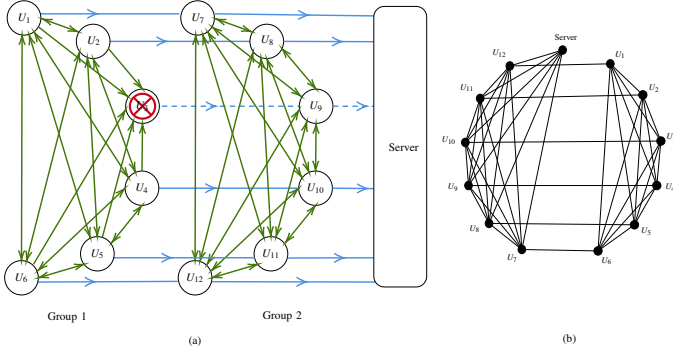 U1
U2
U4
U5
U6
Group 1
U7
U8
U9
U10
U11
U12
Group 2
Server
(a)
Server
U12
U1
U11
U2
U10
U9
U8
U5
U7
U6
(b)